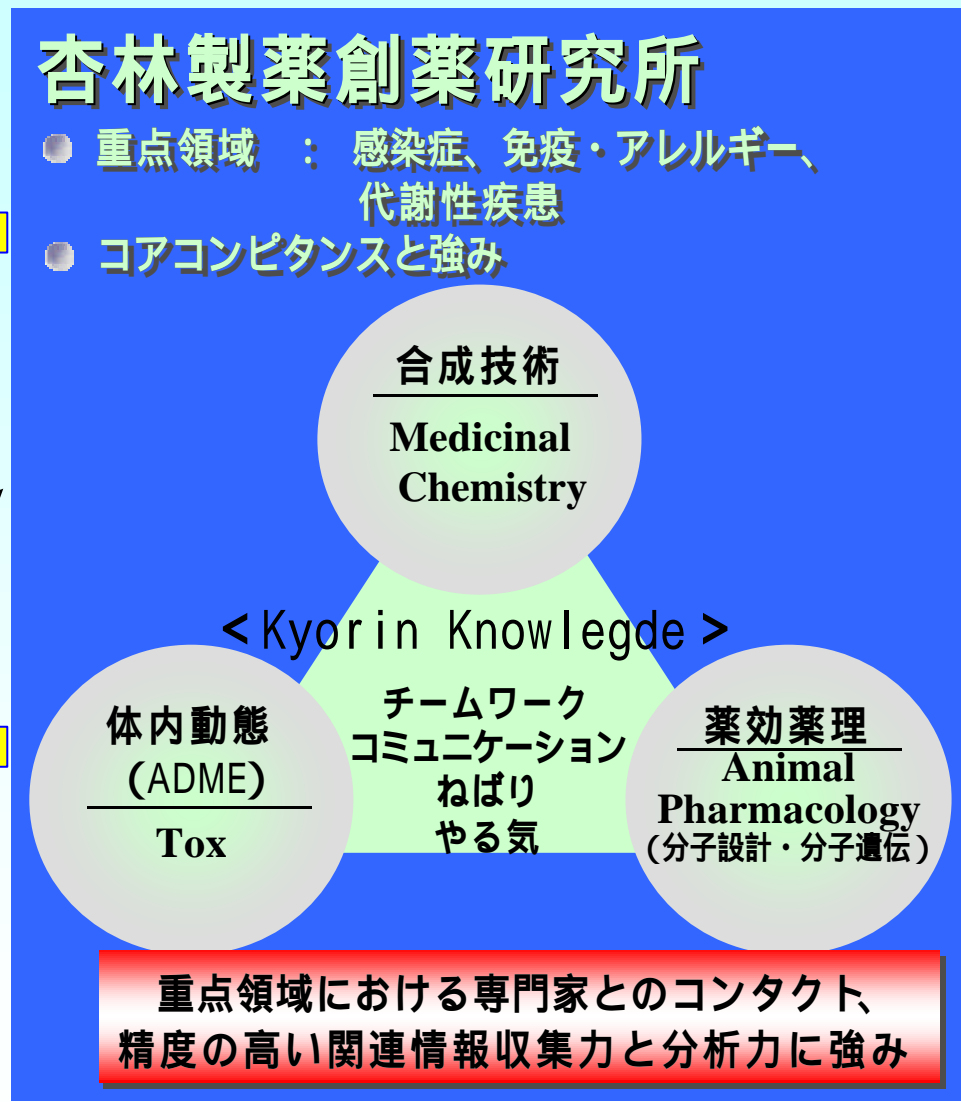 杏林製薬創薬研究所
重点領域 : 感染症、免疫・アレルギー、
代謝性疾患
コアコンピタンスと強み
合成技術
Medicinal
Chemistry
<Kyorin Knowlegde>
チームワーク
コミュニケーション
ねばり
やる気
体内動態
(ADME)
Tox
薬効薬理
Animal
Pharmacology
(分子設計・分子遺伝)
重点領域における専門家とのコンタクト、
精度の高い関連情報収集力と分析力に強み